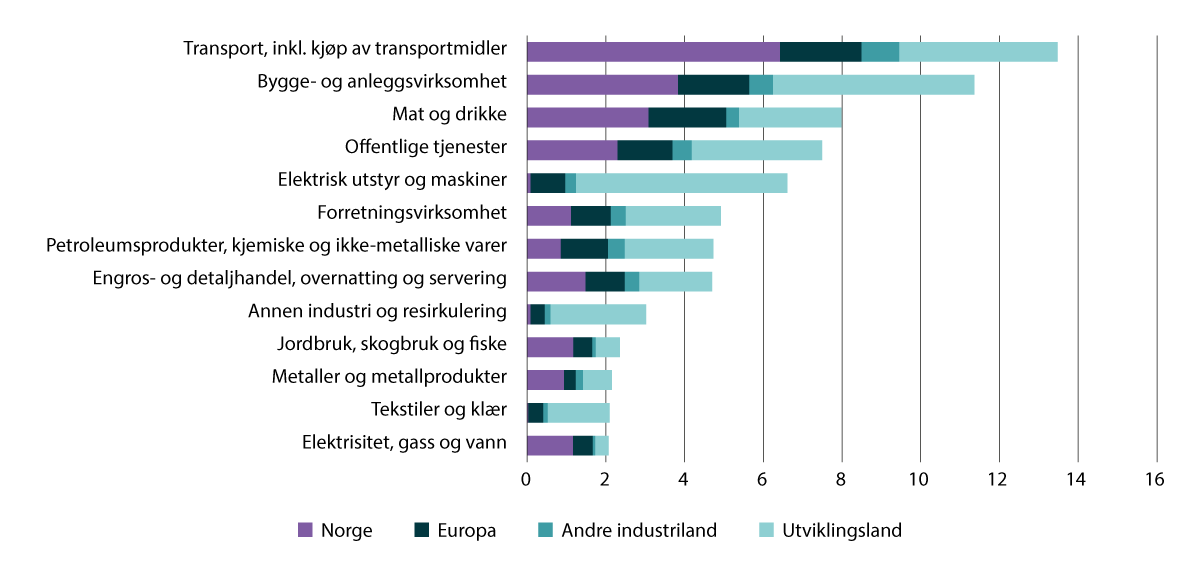 Transport, inkl. kjøp av transportmidler
Bygge- og anleggsvirksomhet
Mat og drikke
Offentlige tjenester
Elektrisk utstyr og maskiner
Forretningsvirksomhet
Petroleumsprodukter, kjemiske og ikke-metalliske varer
Engros- og detaljhandel, overnatting og servering
Annen industri og resirkulering
Jordbruk, skogbruk og fiske
Metaller og metallprodukter
Tekstiler og klær
Elektrisitet, gass og vann
0 2 4 6 8 10 12 14 16
Norge Europa Andre industriland Utviklingsland